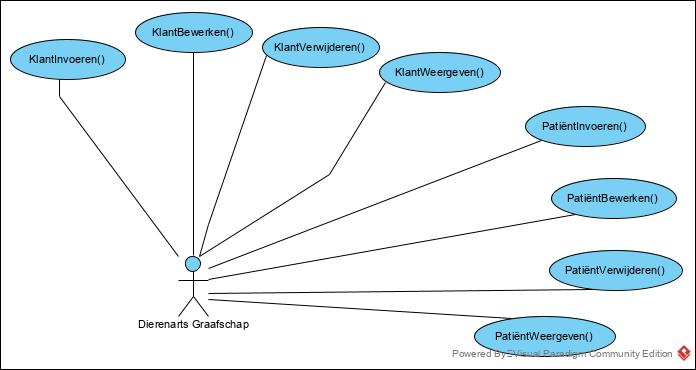 KlantBewerken()
KlantVerwijderen()
KlantInvoeren()
KlantWeergeven()
PatiëntInvoeren()
PatiëntBewerken()
PatiëntVerwijderen()
Dierenarts Graafschap
PatiëntWeergeven()
Powered By Visual Paradigm Community Edition